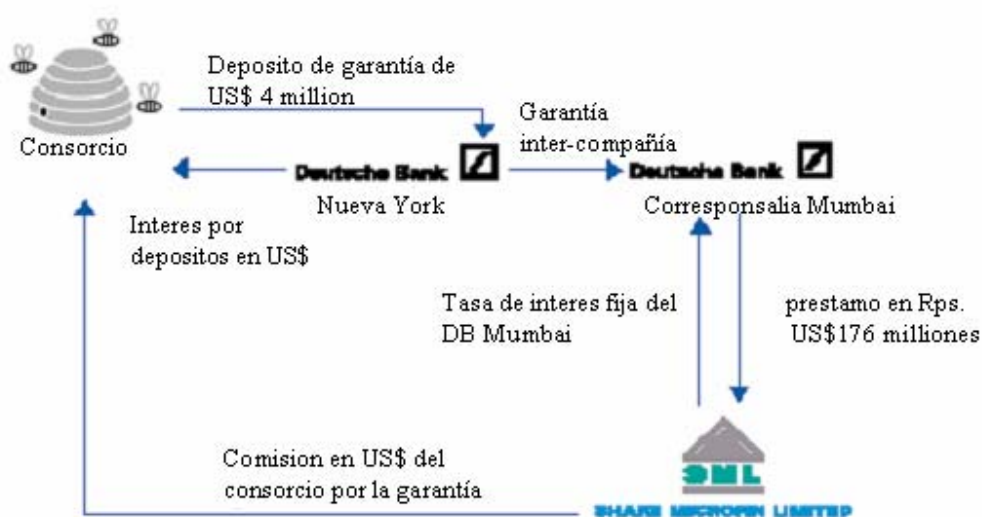 Deposito de garantía de
US$ 4 million
Garantía
inter-compañía
Consorcio
Deutsche Bank
Deutsche Bank
Nueva York
Corresponsalia Mumbai
Interes por
depositos en US$
Tasa de interes fija del
DB Mumbai
prestamo en Rps.
US$176 milliones
Comision en US$ del
consorcio por la garantía
SML
SHARE MICROFIN LIMITED